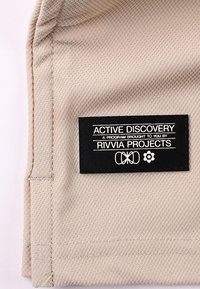 ACTIVE DISCOVERY
A PROGRAM BROUGHT TO YOU BY
RIVVIA PROJECTS